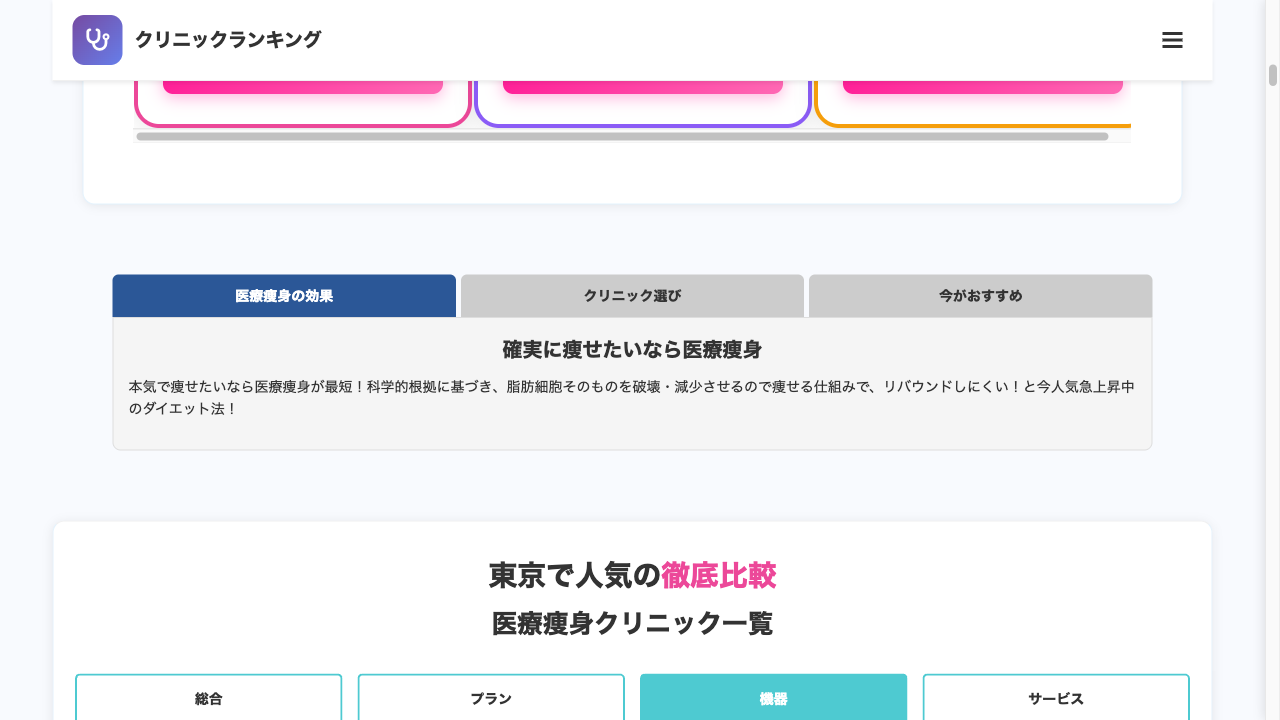 クリニックランキング
医療痩身の効果
クリニック選び
今がおすすめ
確実に痩せたいなら医療痩身
本気で痩せたいなら医療痩身が最短！科学的根拠に基づき、脂肪細胞そのものを破壊・減少させるので痩せる仕組みで、リバウンドしにくい！と今人気急上昇中
のダイエット法！
東京で人気の徹底比較
医療痩身クリニック一覧
総合
プラン
機器
サービス